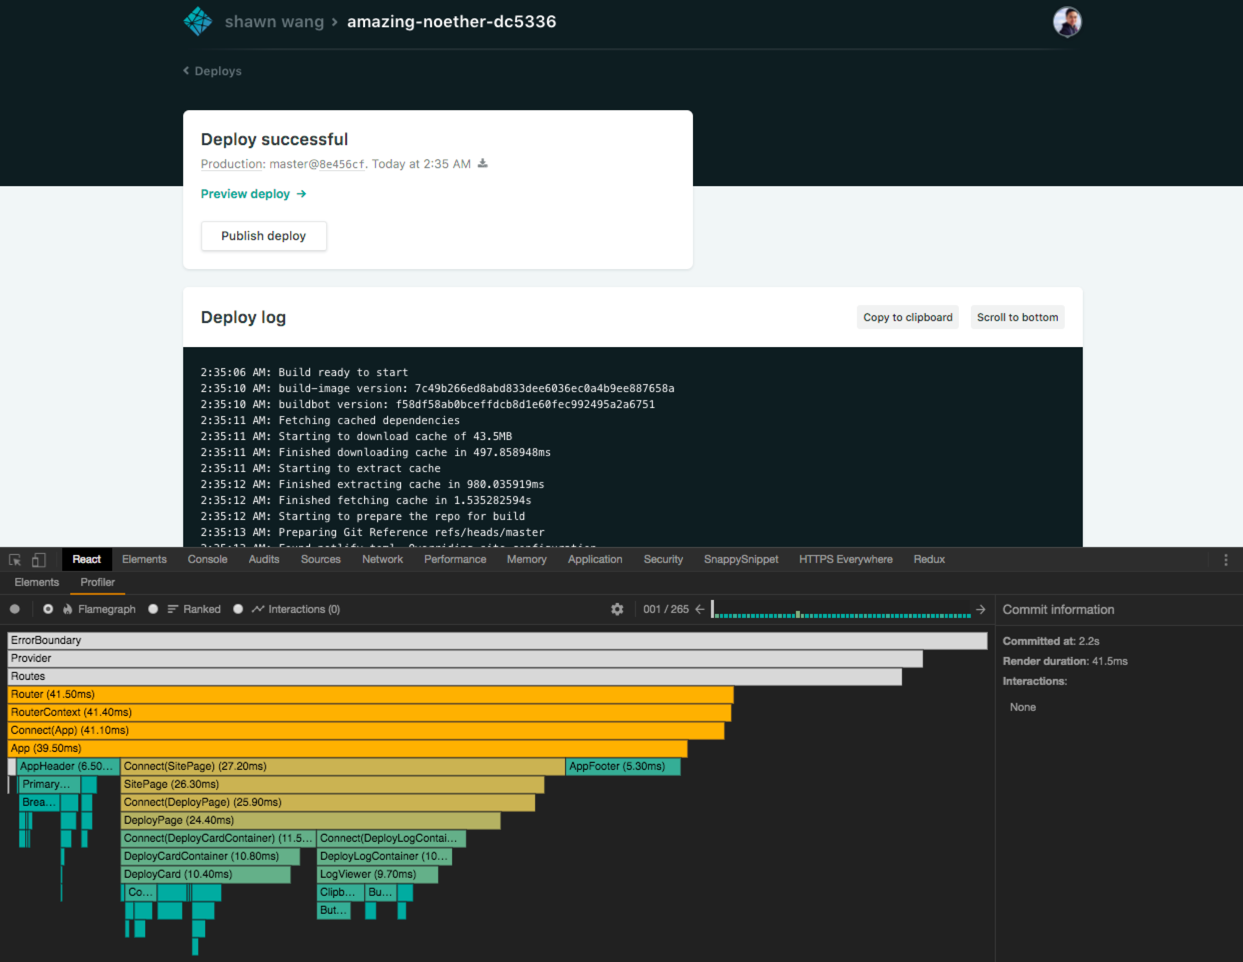 shawn wang › amazing-noether-dc5336
Deploys
Deploy successful
Production: master@8e456cf. Today at 2:35 AM
Preview deploy →
Publish deploy
Deploy log
Copy to clipboard
Scroll to bottom
2:35:06 AM: Build ready to start
2:35:10 AM: build-image version: 7c49b266ed8abd833dee6036ec0a4b9ee887658a
2:35:10 AM: buildbot version: f58df58ab0bceffdcb8d1e60fec992495a2a6751
2:35:11 AM: Fetching cached dependencies
2:35:11 AM: Starting to download cache of 43.5MB
2:35:11 AM: Finished downloading cache in 497.858948ms
2:35:11 AM: Starting to extract cache
2:35:12 AM: Finished extracting cache in 980.035919ms
2:35:12 AM: Finished fetching cache in 1.535282594s
2:35:12 AM: Starting to prepare the repo for build
2:35:13 AM: Preparing Git Reference refs/heads/master
React Elements Console Audits Sources Network Performance Memory Application Security SnappySnippet HTTPS Everywhere Redux
Elements Profiler
Flamegraph Ranked Interactions (0) 001 / 265
Commit information
Committed at: 2.2s
Render duration: 41.5ms
Interactions:
None
ErrorBoundary
Provider
Routes
Router (41.50ms)
RouterContext (41.40ms)
Connect(App) (41.10ms)
App (39.50ms)
AppHeader (6.50... Connect(SitePage) (27.20ms) AppFooter (5.30ms)
Primary... SitePage (26.30ms)
Brea... Connect(DeployPage) (25.90ms)
DeployPage (24.40ms)
Connect(DeployCardContainer) (11.5... Connect(DeployLogContai...
DeployCardContainer (10.80ms) DeployLogContainer (10...
DeployCard (10.40ms) LogViewer (9.70ms)
Co... Clipb... Bu...
But...